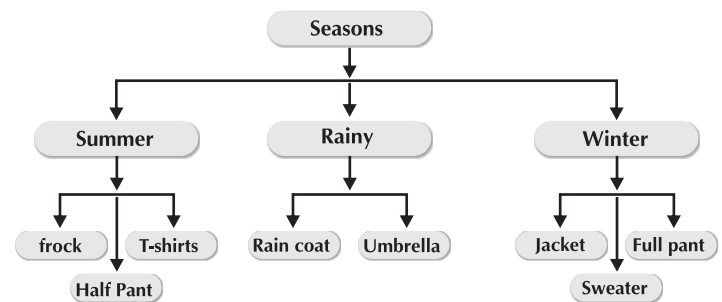 Seasons
Summer
Rainy
Winter
frock
T-shirts
Rain coat
Umbrella
Jacket
Full pant
Half Pant
Sweater